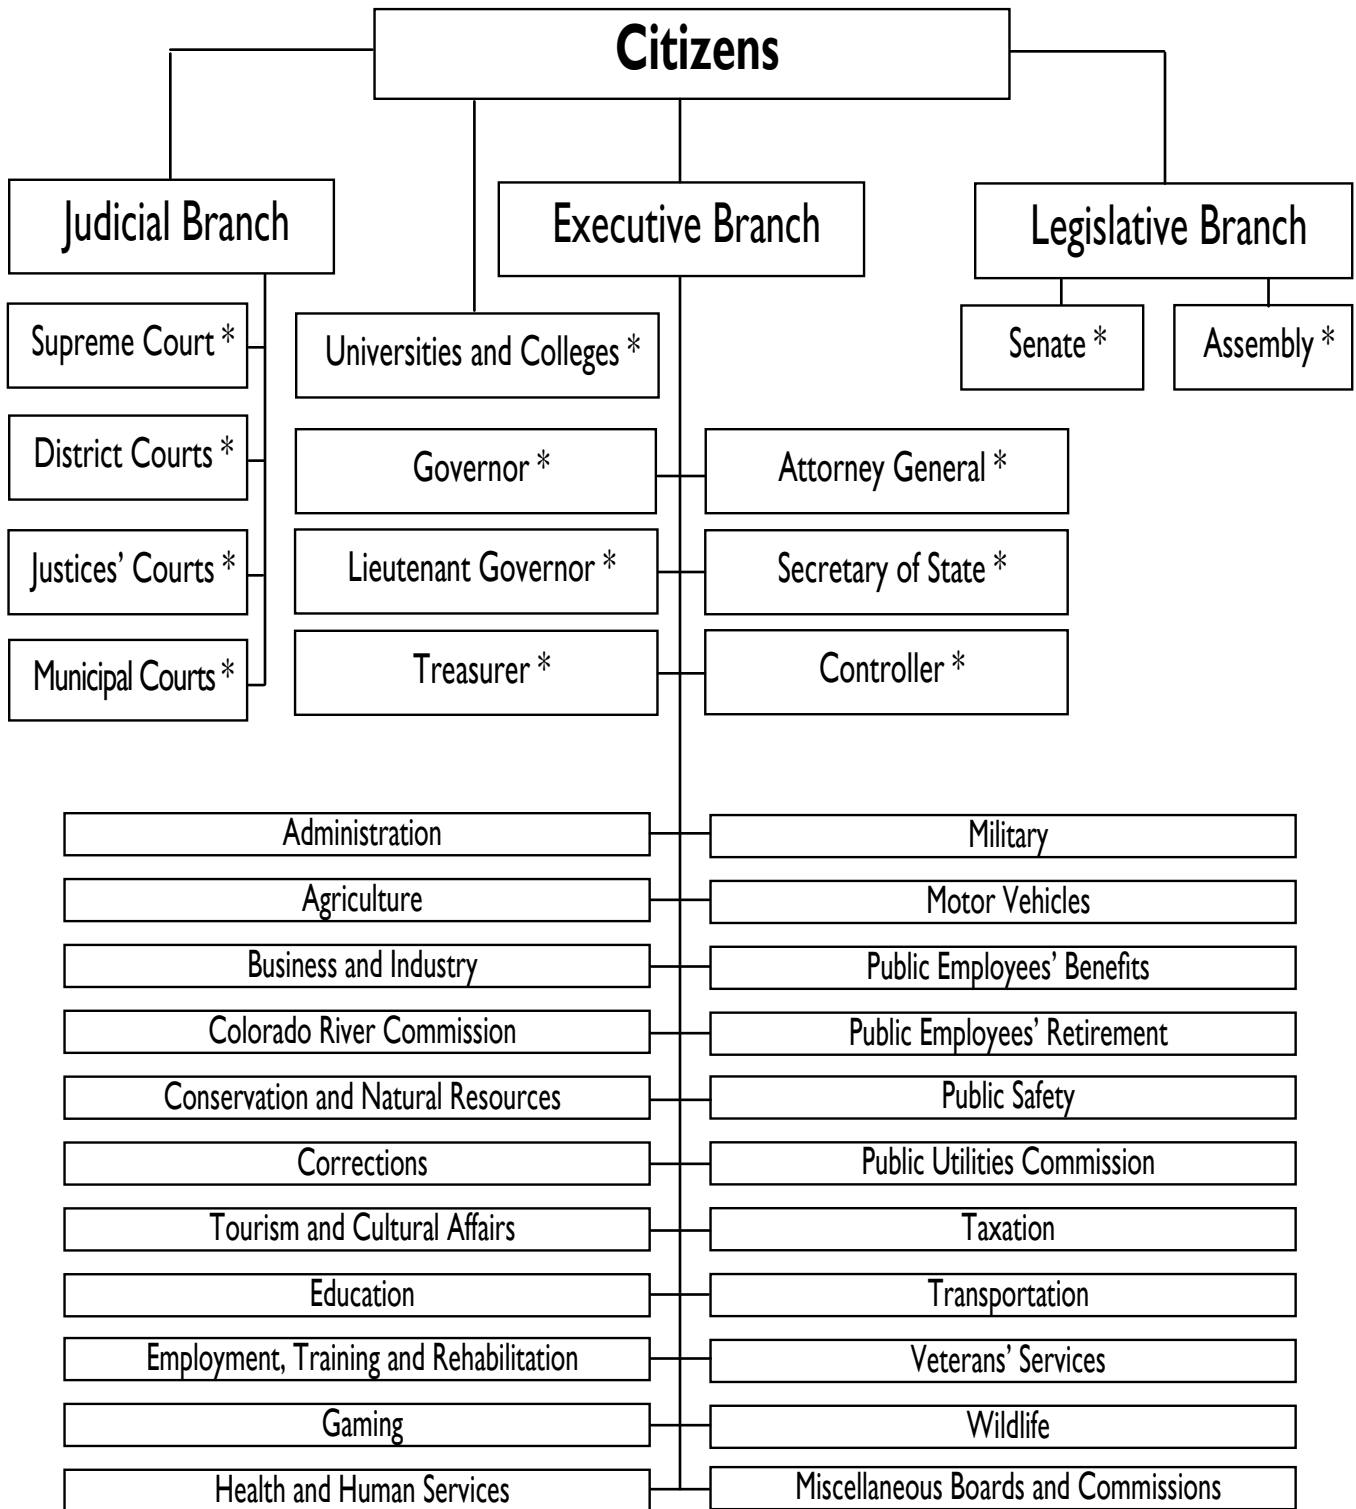 Citizens
Judicial Branch
Executive Branch
Legislative Branch
Supreme Court *
Universities and Colleges *
Senate *
Assembly *
District Courts *
Governor *
Attorney General *
Justices’ Courts *
Lieutenant Governor *
Secretary of State *
Municipal Courts *
Treasurer *
Controller *
Administration
Military
Agriculture
Motor Vehicles
Business and Industry
Public Employees’ Benefits
Colorado River Commission
Public Employees’ Retirement
Conservation and Natural Resources
Public Safety
Corrections
Public Utilities Commission
Tourism and Cultural Affairs
Taxation
Education
Transportation
Employment, Training and Rehabilitation
Veterans’ Services
Gaming
Wildlife
Health and Human Services
Miscellaneous Boards and Commissions